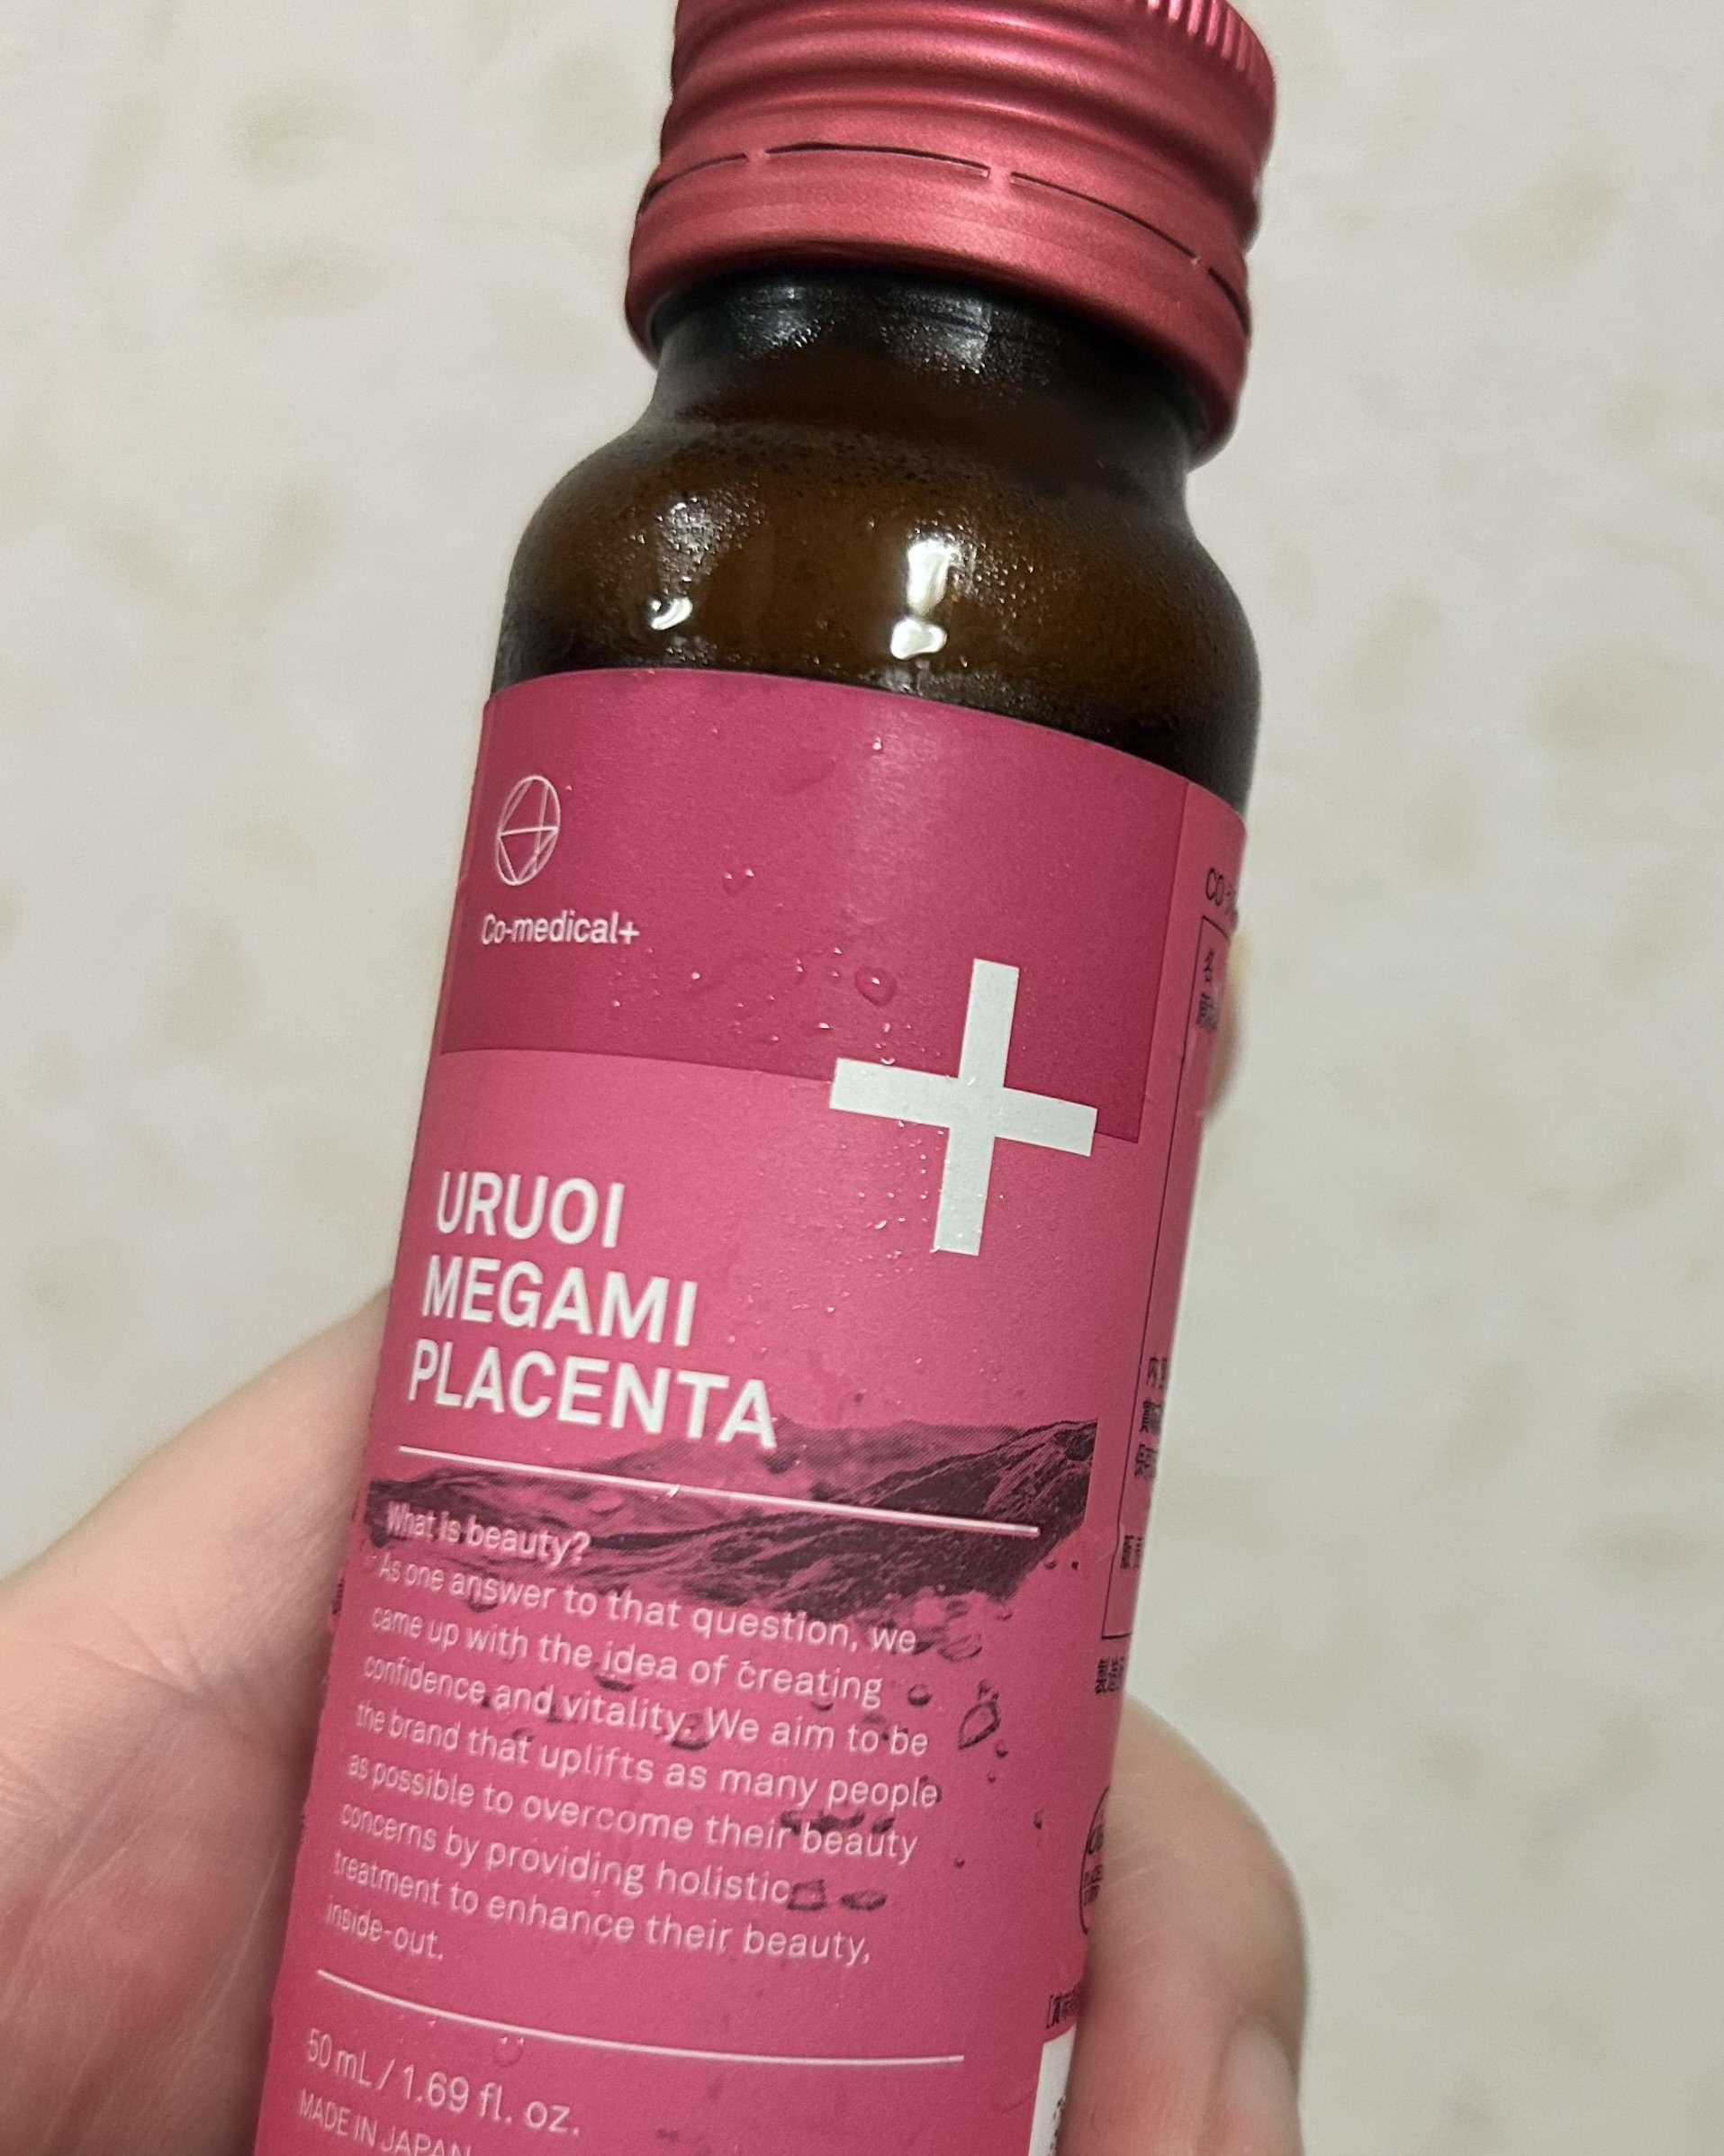 Co-medical+
URUOI
MEGAMI
PLACENTA
What is beauty?
As one answer to that question, we
came up with the idea of creating
confidence and vitality. We aim to be
the brand that uplifts as many people
as possible to overcome their beauty
concerns by providing holistic
treatment to enhance their beauty,
inside-out.
50 mL / 1.69 fl. oz.
MADE IN JAPAN